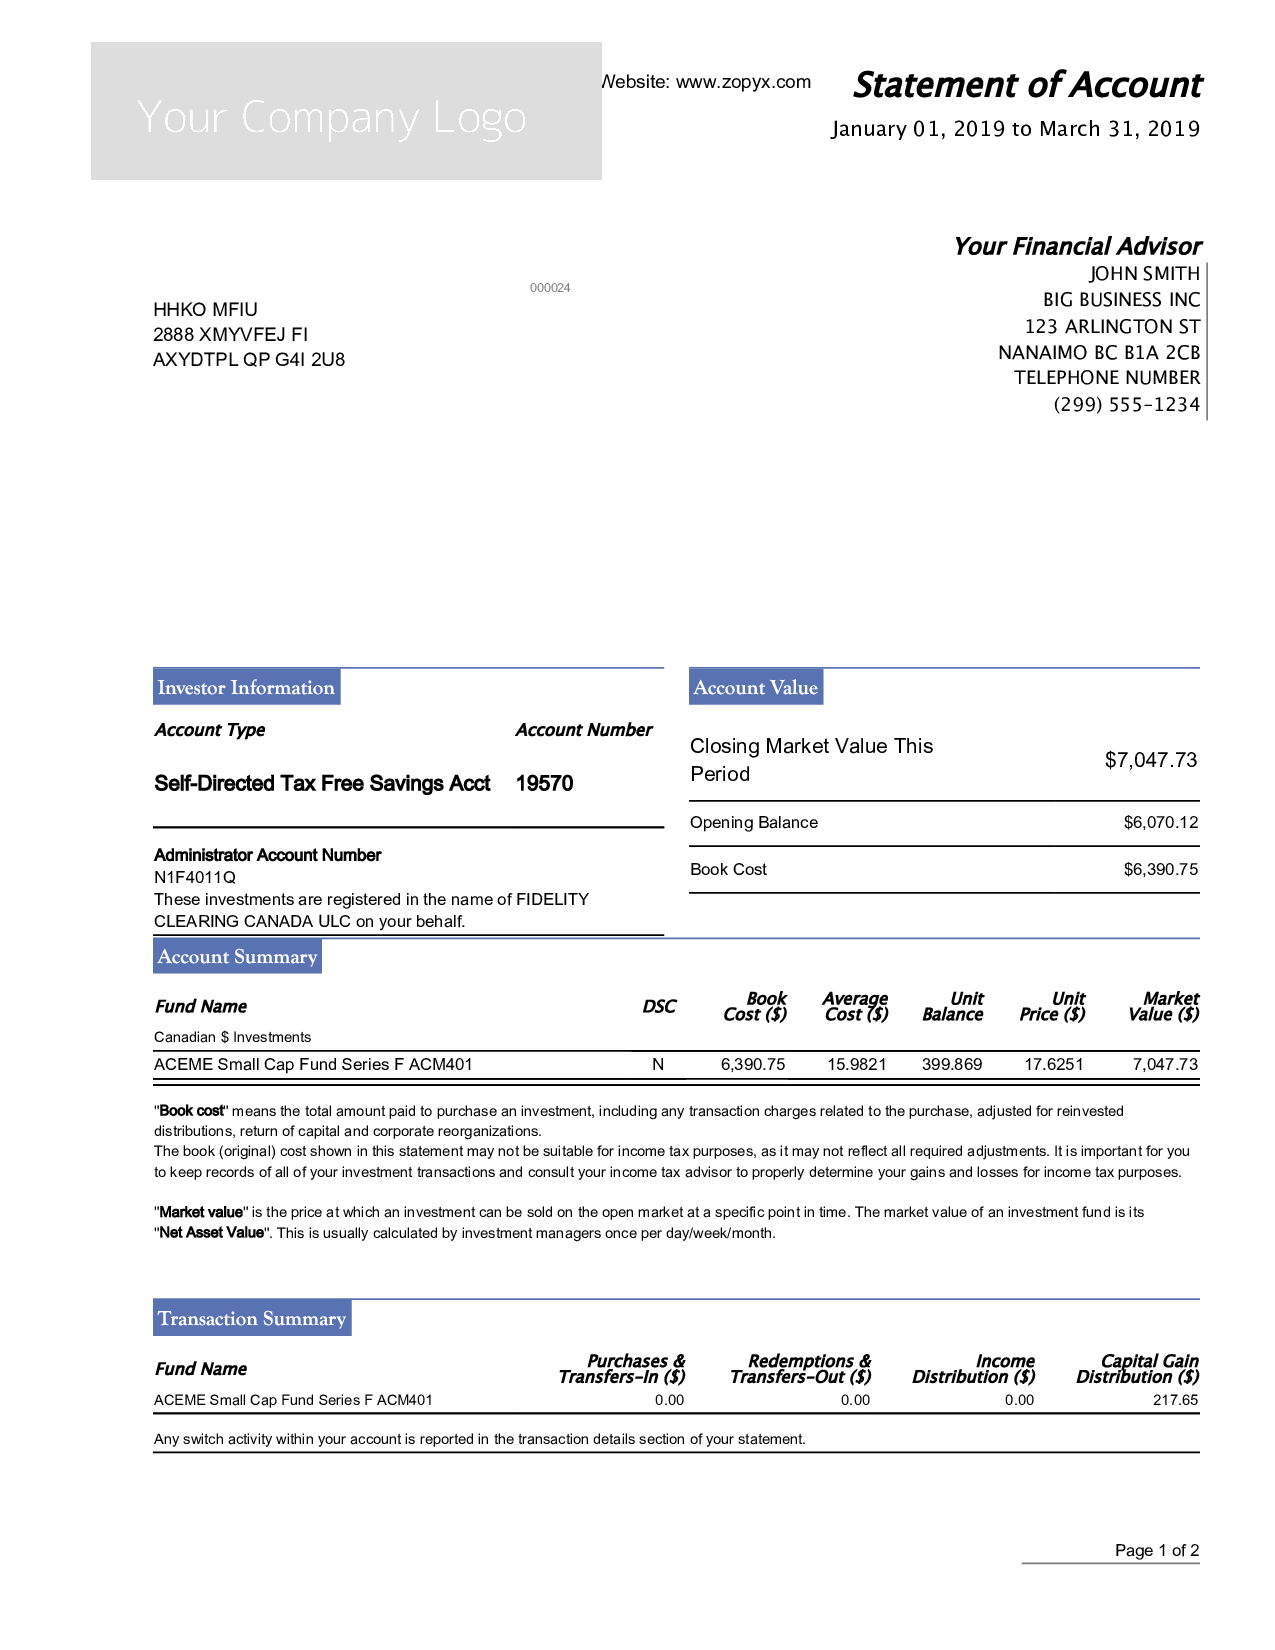 Your Company Logo
Website: www.zopyx.com
Statement of Account
January 01, 2019 to March 31, 2019
Your Financial Advisor
JOHN SMITH
BIG BUSINESS INC
123 ARLINGTON ST
NANAIMO BC B1A 2CB
TELEPHONE NUMBER
(299) 555-1234
000024
HHKO MFIU
2888 XMYVFEJ FI
AXYDTPL QP G4I 2U8
Investor Information
Account Type Account Number
Self-Directed Tax Free Savings Acct 19570
Administrator Account Number
N1F4011Q
These investments are registered in the name of FIDELITY
CLEARING CANADA ULC on your behalf.
Account Value
Closing Market Value This
Period $7,047.73
Opening Balance $6,070.12
Book Cost $6,390.75
Account Summary
Fund Name DSC Book Cost ($) Average Cost ($) Unit Balance Unit Price ($) Market Value ($)
Canadian $ Investments
ACEME Small Cap Fund Series F ACM401 N 6,390.75 15.9821 399.869 17.6251 7,047.73
"Book cost" means the total amount paid to purchase an investment, including any transaction charges related to the purchase, adjusted for reinvested
distributions, return of capital and corporate reorganizations.
The book (original) cost shown in this statement may not be suitable for income tax purposes, as it may not reflect all required adjustments. It is important for you
to keep records of all of your investment transactions and consult your income tax advisor to properly determine your gains and losses for income tax purposes.
"Market value" is the price at which an investment can be sold on the open market at a specific point in time. The market value of an investment fund is its
"Net Asset Value". This is usually calculated by investment managers once per day/week/month.
Transaction Summary
Fund Name Purchases & Transfers-In ($) Redemptions & Transfers-Out ($) Income Distribution ($) Capital Gain Distribution ($)
ACEME Small Cap Fund Series F ACM401 0.00 0.00 0.00 217.65
Any switch activity within your account is reported in the transaction details section of your statement.
Page 1 of 2